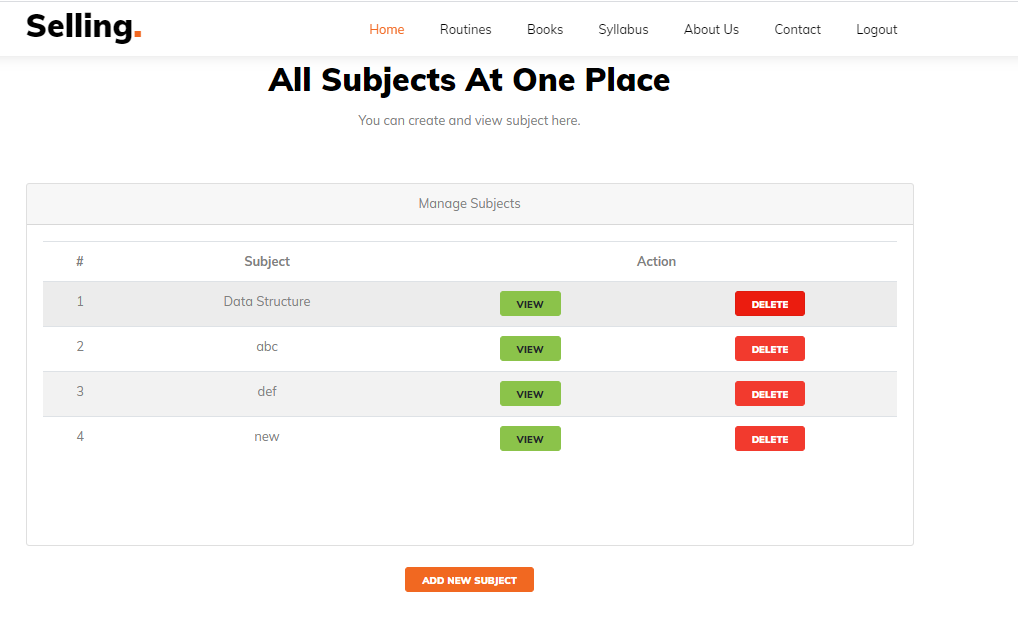 Selling. Home Routines Books Syllabus About Us Contact Logout
All Subjects At One Place
You can create and view subject here.
Manage Subjects
# Subject Action
1 Data Structure VIEW DELETE
2 abc VIEW DELETE
3 def VIEW DELETE
4 new VIEW DELETE
ADD NEW SUBJECT